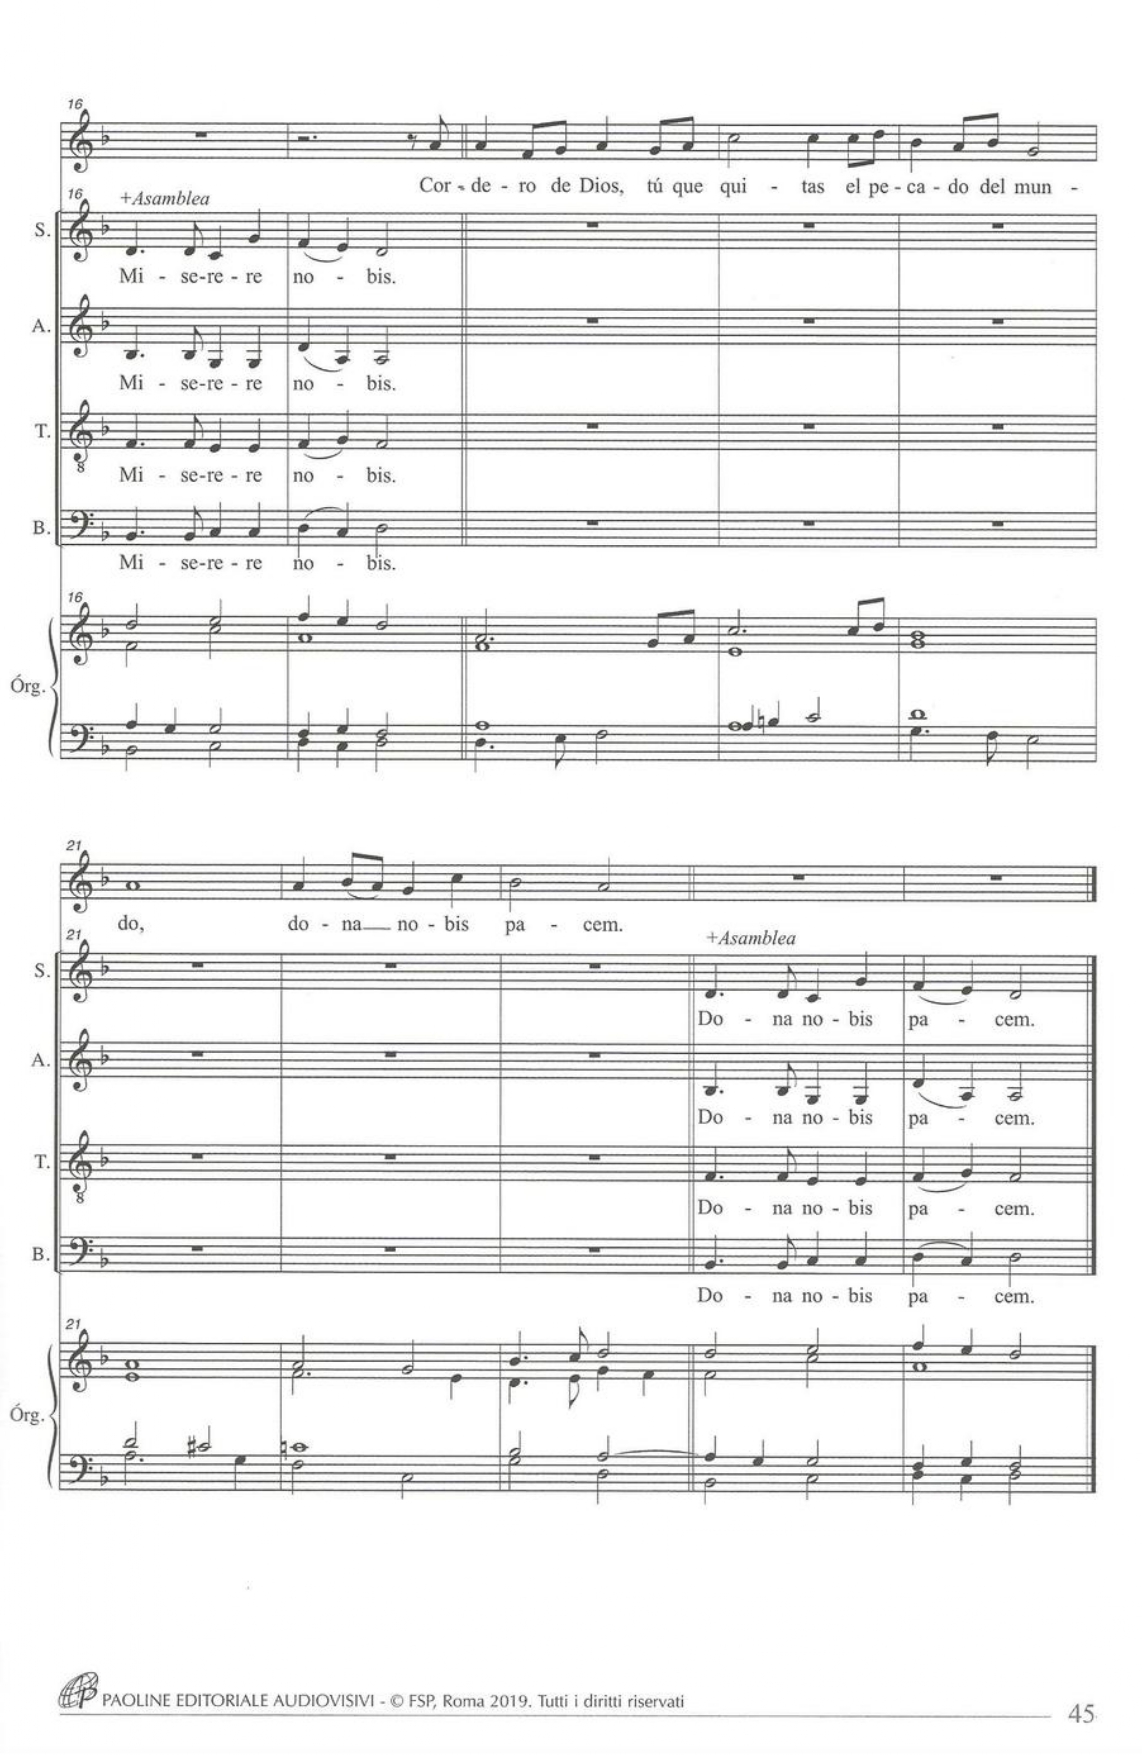 16
Cor - de - ro de Dios, tú que qui - tas el pe - ca - do del mun -
16 +Asamblea
S.
Mi - se-re - re no - bis.
A.
Mi - se-re - re no - bis.
T.
8
Mi - se-re - re no - bis.
B.
Mi - se-re - re no - bis.
16
Órg.
21
do, do - na no - bis pa - cem.
21 +Asamblea
S.
Do - na no - bis pa - cem.
A.
Do - na no - bis pa - cem.
T.
8
Do - na no - bis pa - cem.
B.
Do - na no - bis pa - cem.
21
Órg.
PAOLINE EDITORIALE AUDIOVISIVI - © FSP, Roma 2019. Tutti i diritti riservati
45